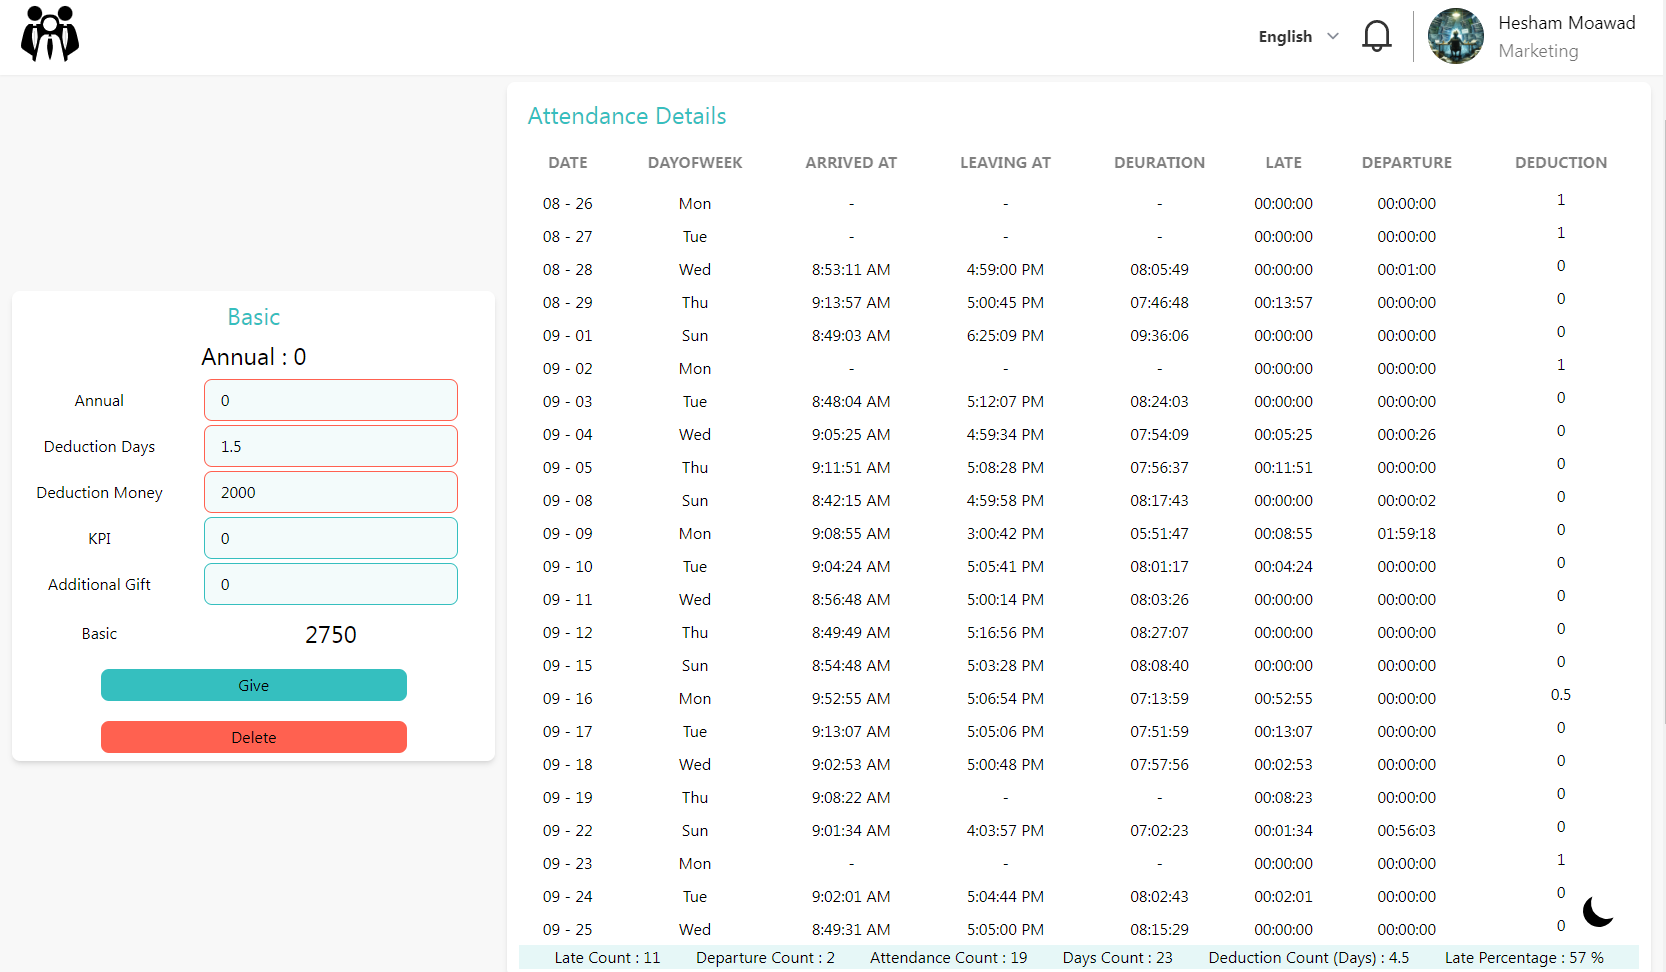 English
Hesham Moawad
Marketing
Basic
Annual : 0
Annual 0
Deduction Days 1.5
Deduction Money 2000
KPI 0
Additional Gift 0
Basic 2750
Give
Delete
Attendance Details
DATE DAYOFWEEK ARRIVED AT LEAVING AT DEURATION LATE DEPARTURE DEDUCTION
08 - 26 Mon - - - 00:00:00 00:00:00 1
08 - 27 Tue - - - 00:00:00 00:00:00 1
08 - 28 Wed 8:53:11 AM 4:59:00 PM 08:05:49 00:00:00 00:01:00 0
08 - 29 Thu 9:13:57 AM 5:00:45 PM 07:46:48 00:13:57 00:00:00 0
09 - 01 Sun 8:49:03 AM 6:25:09 PM 09:36:06 00:00:00 00:00:00 0
09 - 02 Mon - - - 00:00:00 00:00:00 1
09 - 03 Tue 8:48:04 AM 5:12:07 PM 08:24:03 00:00:00 00:00:00 0
09 - 04 Wed 9:05:25 AM 4:59:34 PM 07:54:09 00:05:25 00:00:26 0
09 - 05 Thu 9:11:51 AM 5:08:28 PM 07:56:37 00:11:51 00:00:00 0
09 - 08 Sun 8:42:15 AM 4:59:58 PM 08:17:43 00:00:00 00:00:02 0
09 - 09 Mon 9:08:55 AM 3:00:42 PM 05:51:47 00:08:55 01:59:18 0
09 - 10 Tue 9:04:24 AM 5:05:41 PM 08:01:17 00:04:24 00:00:00 0
09 - 11 Wed 8:56:48 AM 5:00:14 PM 08:03:26 00:00:00 00:00:00 0
09 - 12 Thu 8:49:49 AM 5:16:56 PM 08:27:07 00:00:00 00:00:00 0
09 - 15 Sun 8:54:48 AM 5:03:28 PM 08:08:40 00:00:00 00:00:00 0
09 - 16 Mon 9:52:55 AM 5:06:54 PM 07:13:59 00:52:55 00:00:00 0.5
09 - 17 Tue 9:13:07 AM 5:05:06 PM 07:51:59 00:13:07 00:00:00 0
09 - 18 Wed 9:02:53 AM 5:00:48 PM 07:57:56 00:02:53 00:00:00 0
09 - 19 Thu 9:08:22 AM - - 00:08:23 00:00:00 0
09 - 22 Sun 9:01:34 AM 4:03:57 PM 07:02:23 00:01:34 00:56:03 0
09 - 23 Mon - - - 00:00:00 00:00:00 1
09 - 24 Tue 9:02:01 AM 5:04:44 PM 08:02:43 00:02:01 00:00:00 0
09 - 25 Wed 8:49:31 AM 5:05:00 PM 08:15:29 00:00:00 00:00:00 0
Late Count : 11 Departure Count : 2 Attendance Count : 19 Days Count : 23 Deduction Count (Days) : 4.5 Late Percentage : 57 %